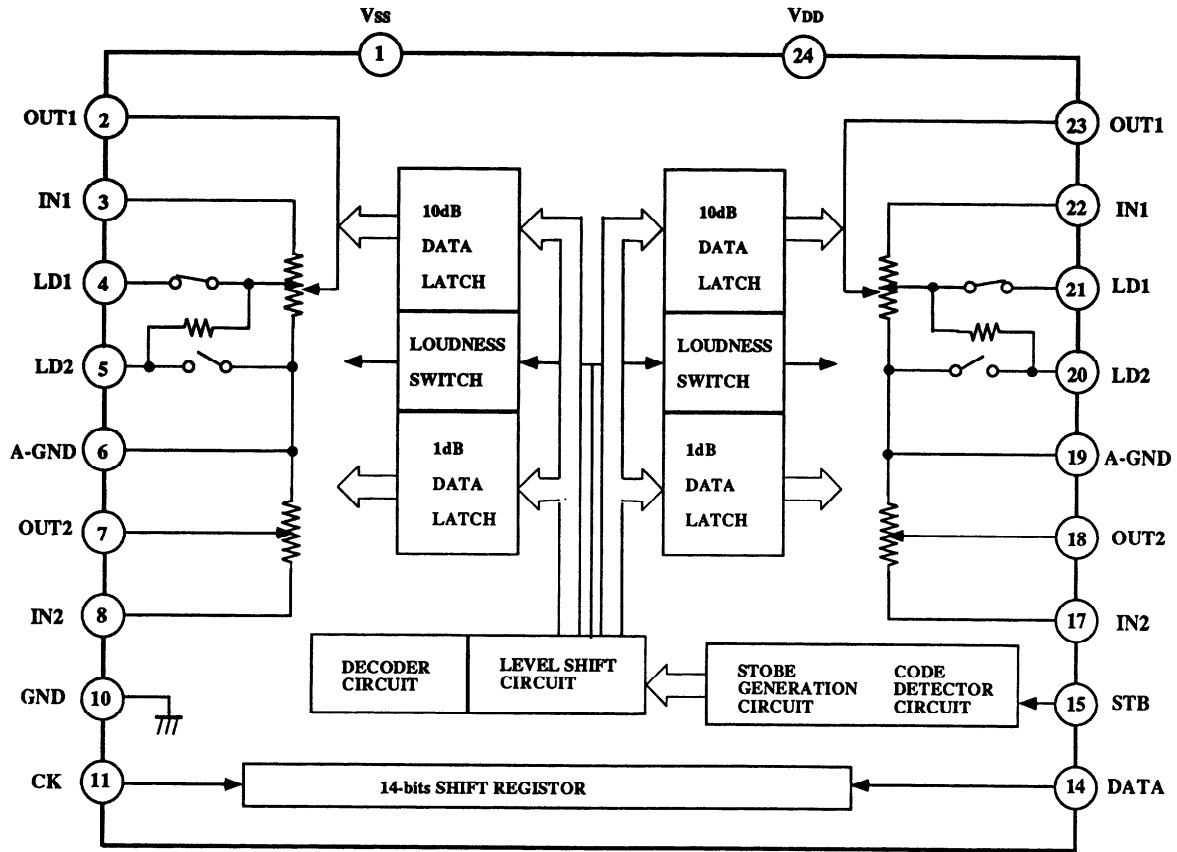 VSS
VDD
1
24
OUT1
2
23
OUT1
IN1
3
22
IN1
10dB
DATA
LATCH
10dB
DATA
LATCH
LD1
4
21
LD1
LOUDNESS
SWITCH
LOUDNESS
SWITCH
LD2
5
20
LD2
A-GND
6
19
A-GND
1dB
DATA
LATCH
1dB
DATA
LATCH
OUT2
7
18
OUT2
IN2
8
17
IN2
DECODER
CIRCUIT
LEVEL SHIFT
CIRCUIT
STOBE
GENERATION
CIRCUIT
CODE
DETECTOR
CIRCUIT
GND
10
15
STB
CK
11
14-bits SHIFT REGISTOR
14
DATA